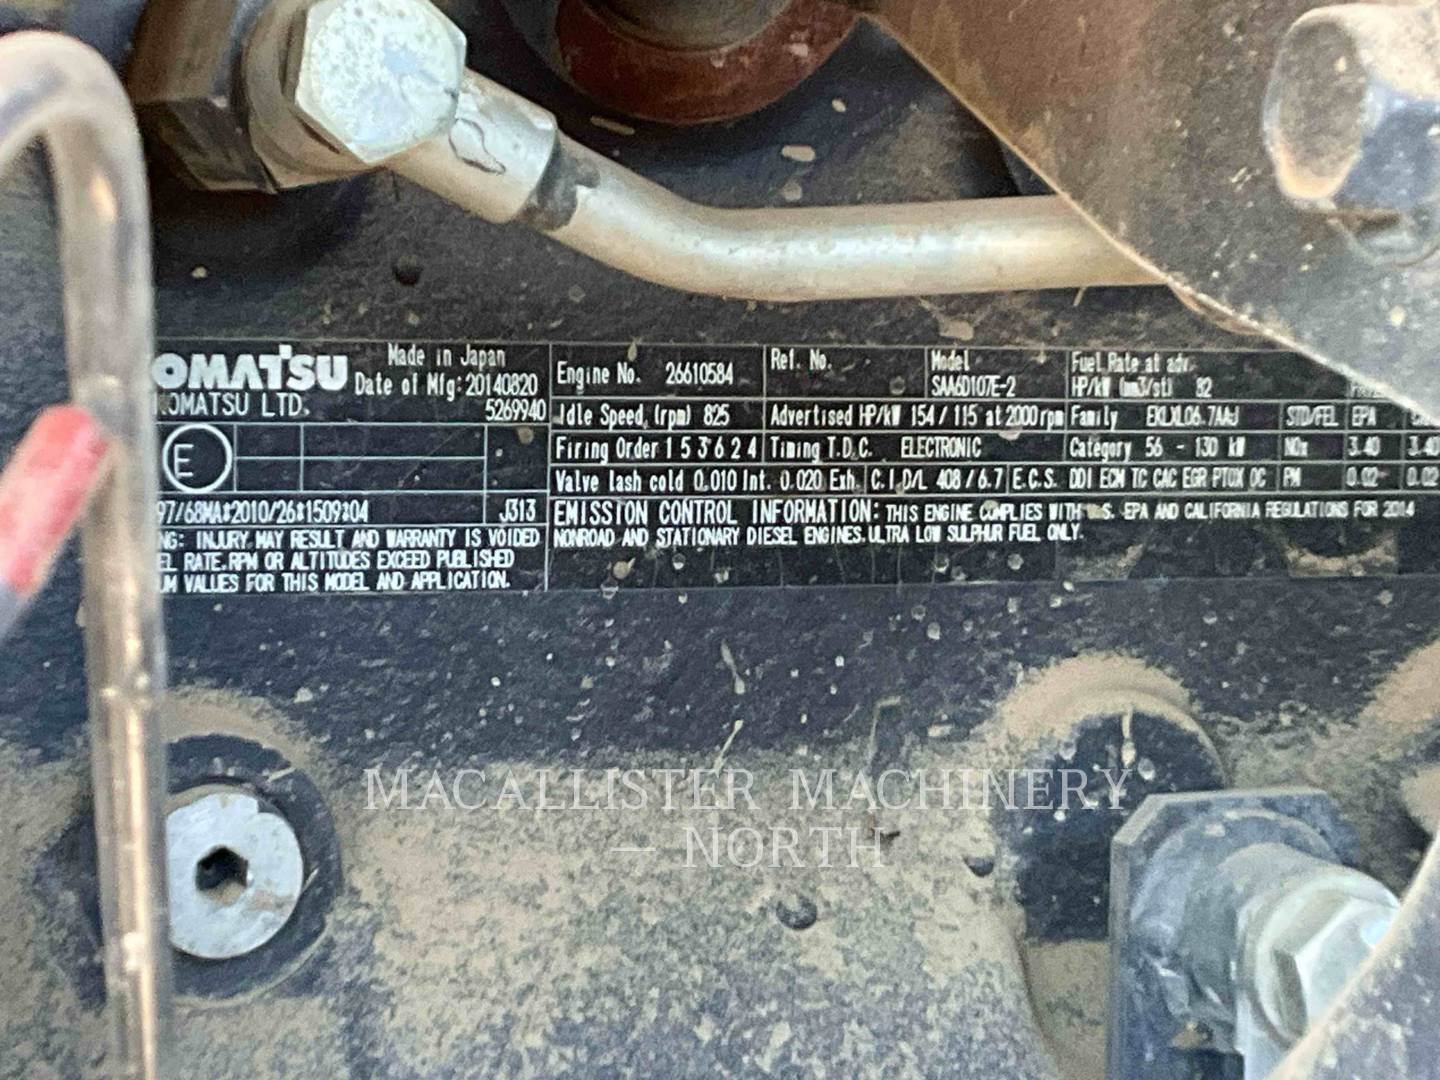 OMATSU Made in Japan
Date of Mfg: 20140820
OMATSU LTD. 5269940
E
97/68MA*2010/26*1509*04 J313
NG: INJURY MAY RESULT AND WARRANTY IS VOIDED
EL RATE.RPM OR ALTITUDES EXCEED PUBLISHED
UM VALUES FOR THIS MODEL AND APPLICATION.
Engine No. 26610584 Ref. No. Model SAA6D107E-2 Fuel Rate at adv. HP/kW (mm3/st) 82
Idle Speed, (rpm) 825 Advertised HP/kW 154 / 115 at 2000rpm Family EKLXL06.7AAJ STD/FEL EPA
Firing Order 1 5 3 6 2 4 Timing T.D.C. ELECTRONIC Category 56 - 130 kW NOx 3.40 3.40
Valve lash cold 0.010 Int. 0.020 Exh. C.I.D/L 408 / 6.7 E.C.S. DDI ECM TC CAC EGR PTOX OC PM 0.02 0.02
EMISSION CONTROL INFORMATION: THIS ENGINE COMPLIES WITH U.S. EPA AND CALIFORNIA REGULATIONS FOR 2014
NONROAD AND STATIONARY DIESEL ENGINES. ULTRA LOW SULPHUR FUEL ONLY.
MACALLISTER MACHINERY
— NORTH